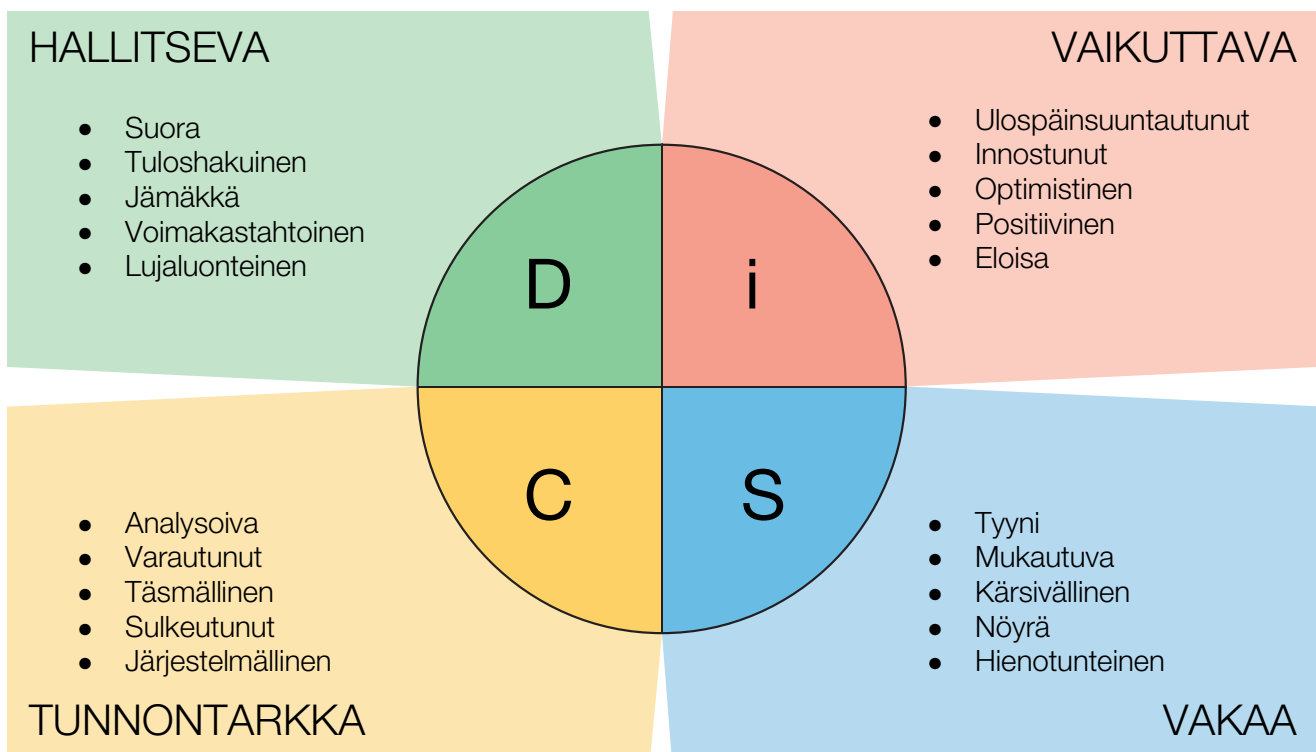 HALLITSEVA
● Suora
● Tuloshakuinen
● Jämäkkä
● Voimakastahtoinen
● Lujaluonteinen
VAIKUTTAVA
● Ulospäinsuuntautunut
● Innostunut
● Optimistinen
● Positiivinen
● Eloisa
D
i
C
S
● Analysoiva
● Varautunut
● Täsmällinen
● Sulkeutunut
● Järjestelmällinen
TUNNONTARKKA
● Tyyni
● Mukautuva
● Kärsivällinen
● Nöyrä
● Hienotunteinen
VAKAA